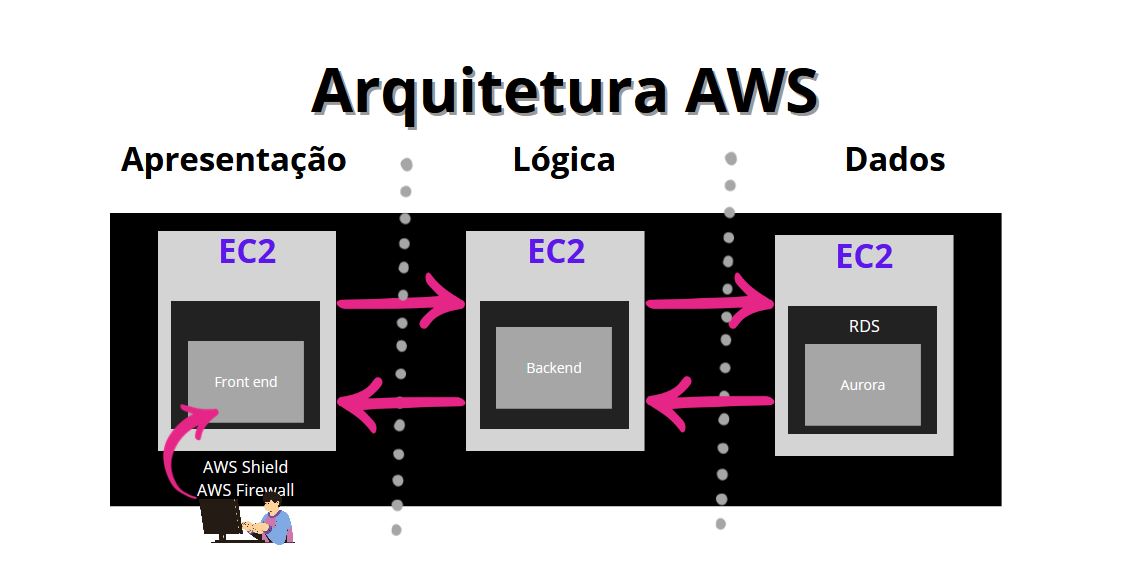 Arquitetura AWS
Apresentação
Lógica
Dados
EC2
EC2
EC2
RDS
Front end
Backend
Aurora
AWS Shield
AWS Firewall